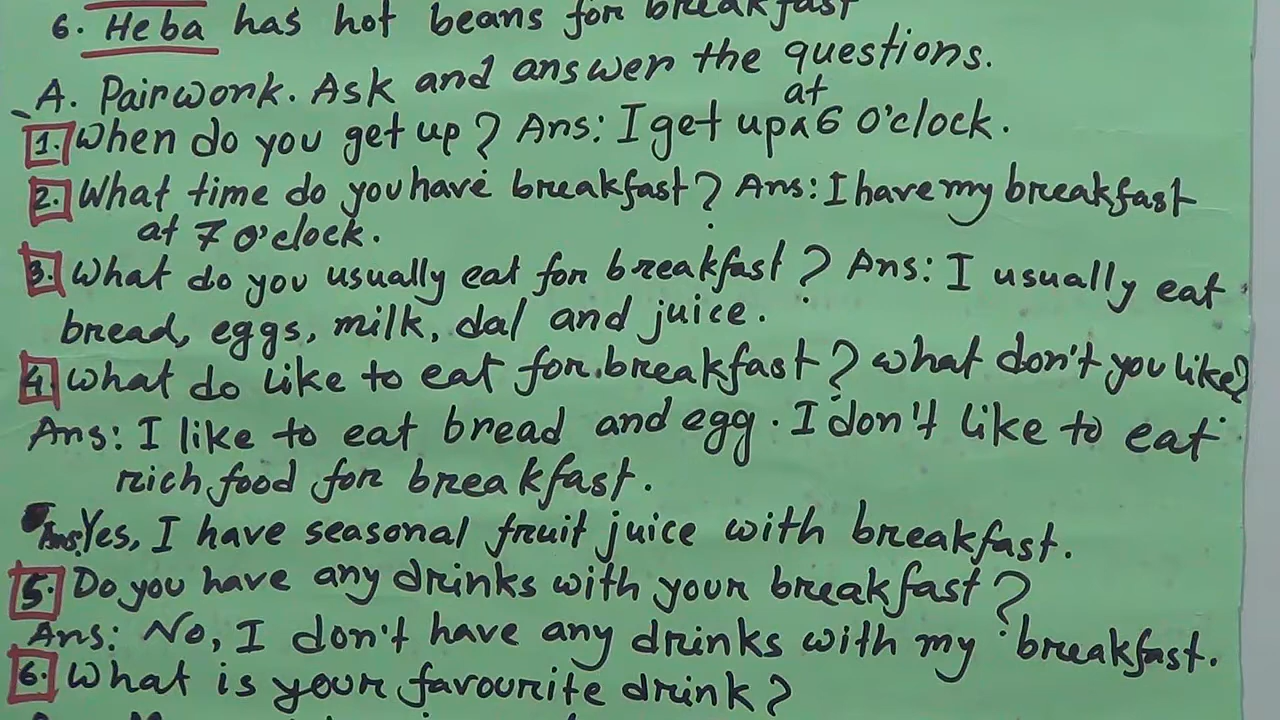 6. Heba has hot beans for breakfast
A. Pairwork. Ask and answer the questions.
at
1. When do you get up? Ans: I get up^6 O'clock.
2. What time do you have breakfast? Ans: I have my breakfast
at 7 o'clock.
3. What do you usually eat for breakfast? Ans: I usually eat
bread, eggs, milk, dal and juice.
4. What do like to eat for breakfast? what don't you like?
Ans: I like to eat bread and egg. I don't like to eat
rich food for breakfast.
Ans: Yes, I have seasonal fruit juice with breakfast.
5. Do you have any drinks with your breakfast?
Ans: No, I don't have any drinks with my breakfast.
6. What is your favourite drink?